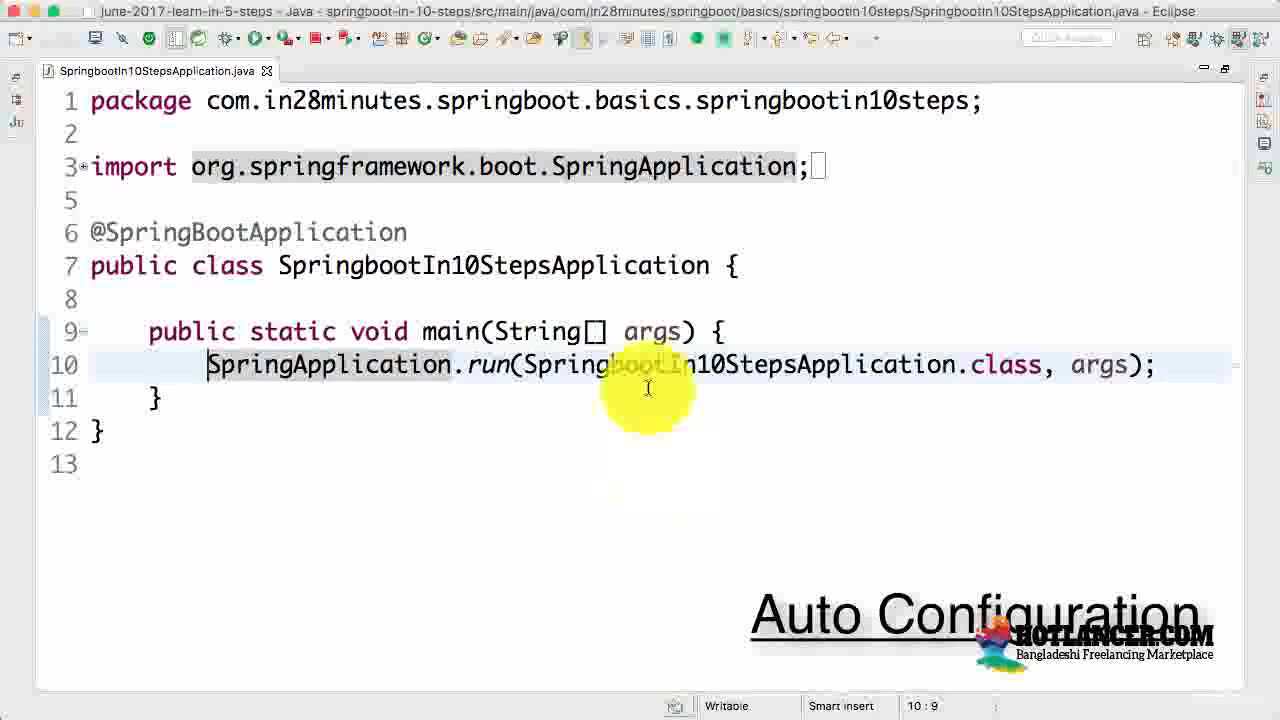 june-2017-learn-in-5-steps - Java - springboot-in-10-steps/src/main/java/com/in28minutes/springboot/basics/springbootin10steps/SpringbootIn10StepsApplication.java - Eclipse
Quick Access
SpringbootIn10StepsApplication.java
1 package com.in28minutes.springboot.basics.springbootin10steps;
2
3 import org.springframework.boot.SpringApplication;
5
6 @SpringBootApplication
7 public class SpringbootIn10StepsApplication {
8
9 public static void main(String[] args) {
10 SpringApplication.run(SpringbootIn10StepsApplication.class, args);
11 }
12 }
13
Auto Configuration
HOTLANCER.COM
Bangladeshi Freelancing Marketplace
Writable Smart Insert 10 : 9